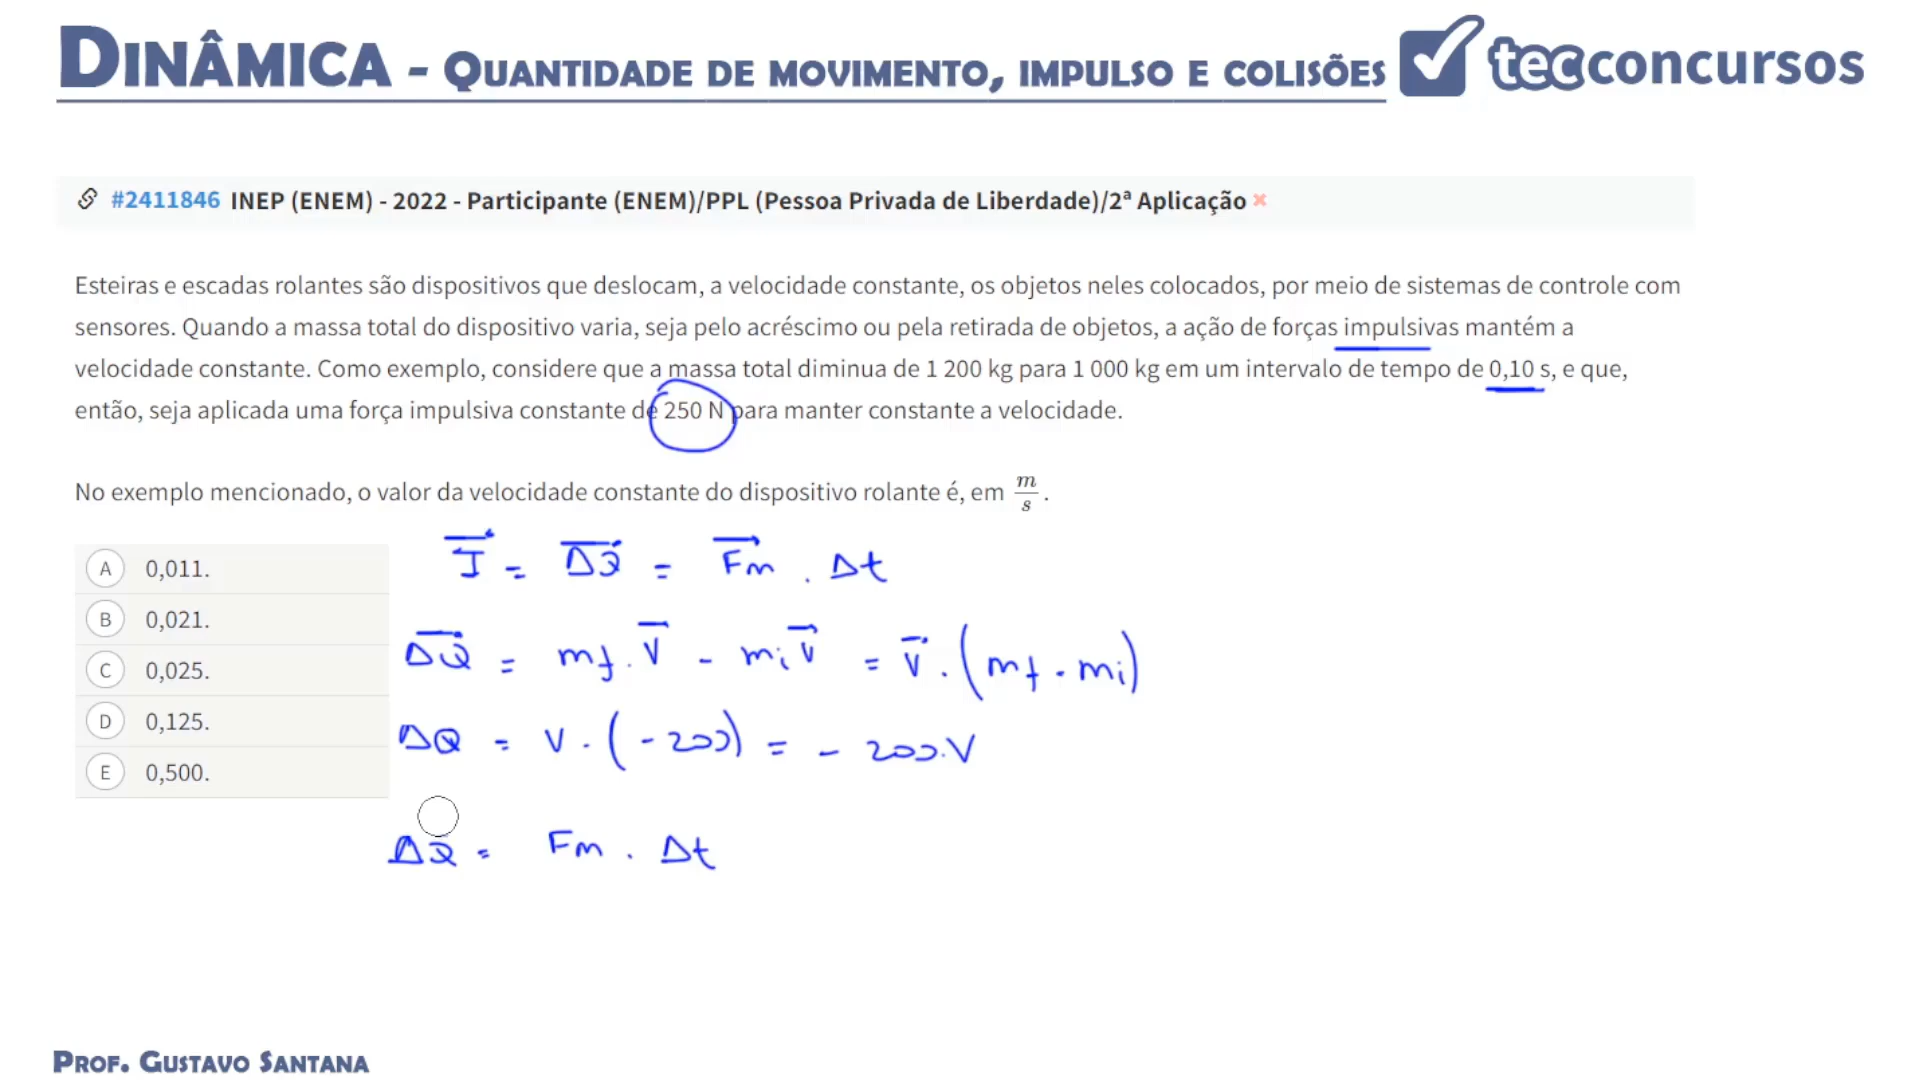 DINÂMICA - QUANTIDADE DE MOVIMENTO, IMPULSO E COLISÕES
tecconcursos
#2411846 INEP (ENEM) - 2022 - Participante (ENEM)/PPL (Pessoa Privada de Liberdade)/2ª Aplicação
Esteiras e escadas rolantes são dispositivos que deslocam, a velocidade constante, os objetos neles colocados, por meio de sistemas de controle com
sensores. Quando a massa total do dispositivo varia, seja pelo acréscimo ou pela retirada de objetos, a ação de forças impulsivas mantém a
velocidade constante. Como exemplo, considere que a massa total diminua de 1 200 kg para 1 000 kg em um intervalo de tempo de 0,10 s, e que,
então, seja aplicada uma força impulsiva constante de 250 N para manter constante a velocidade.
No exemplo mencionado, o valor da velocidade constante do dispositivo rolante é, em m/s.
A 0,011.
B 0,021.
C 0,025.
D 0,125.
E 0,500.
I⃗ = ΔQ⃗ = F⃗m . Δt
ΔQ⃗ = mf . V⃗ - mi V⃗ = V⃗ . (mf - mi)
ΔQ = V . (-200) = - 200.V
ΔQ = Fm . Δt
PROF. GUSTAVO SANTANA